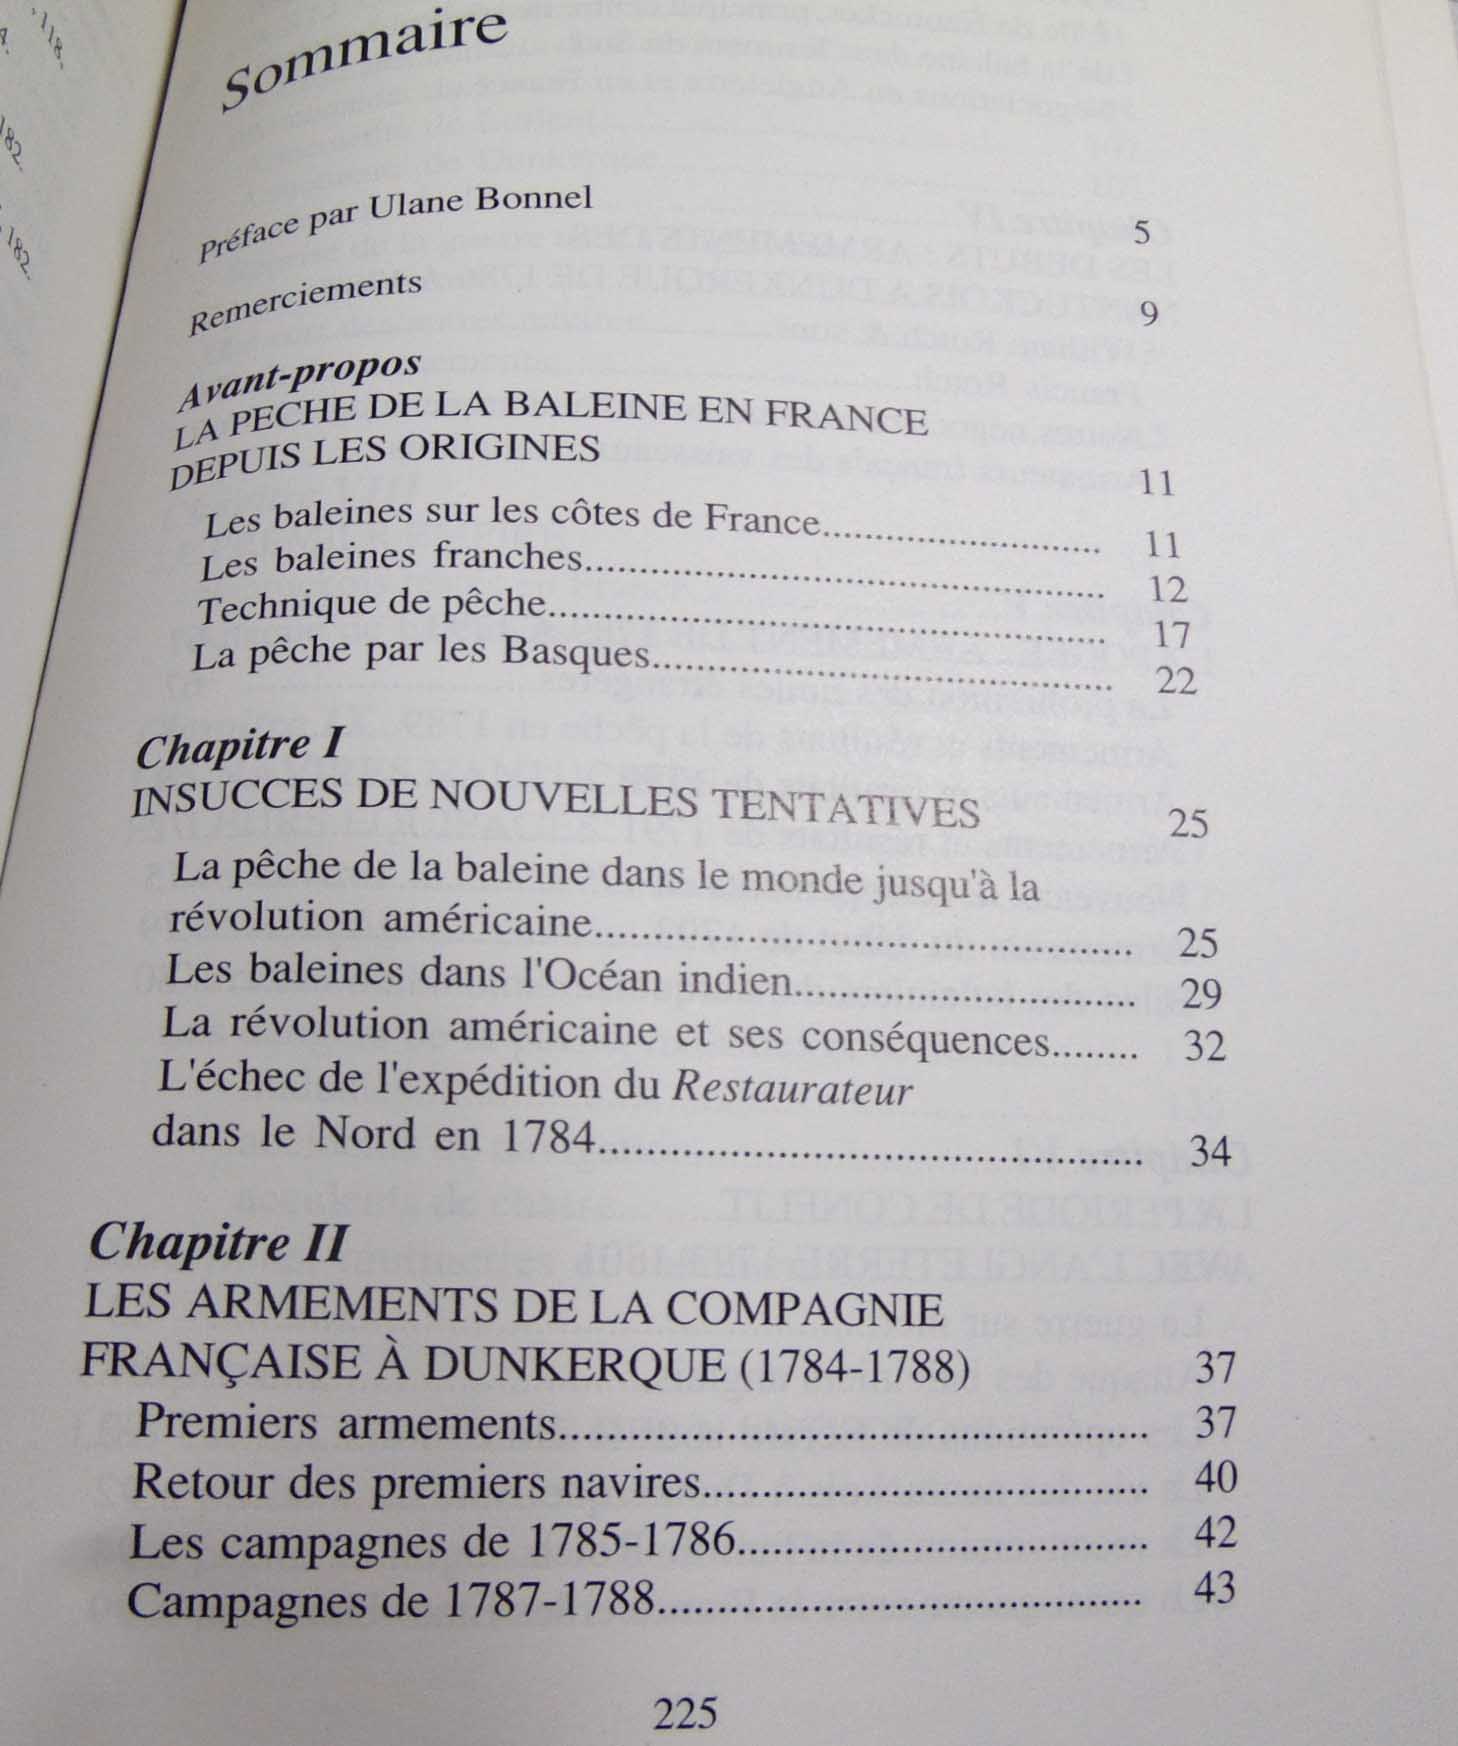 118.
182.
182.
Sommaire
Préface par Ulane Bonnel 5
Remerciements 9
Avant-propos
LA PECHE DE LA BALEINE EN FRANCE
DEPUIS LES ORIGINES 11
Les baleines sur les côtes de France............................ 11
Les baleines franches.................................................... 12
Technique de pêche........................................................ 17
La pêche par les Basques.............................................. 22
Chapitre I
INSUCCES DE NOUVELLES TENTATIVES 25
La pêche de la baleine dans le monde jusqu'à la
révolution américaine.................................................... 25
Les baleines dans l'Océan indien.................................. 29
La révolution américaine et ses conséquences........ 32
L'échec de l'expédition du Restaurateur
dans le Nord en 1784...................................................... 34
Chapitre II
LES ARMEMENTS DE LA COMPAGNIE
FRANÇAISE À DUNKERQUE (1784-1788) 37
Premiers armements...................................................... 37
Retour des premiers navires.......................................... 40
Les campagnes de 1785-1786........................................ 42
Campagnes de 1787-1788.............................................. 43
225